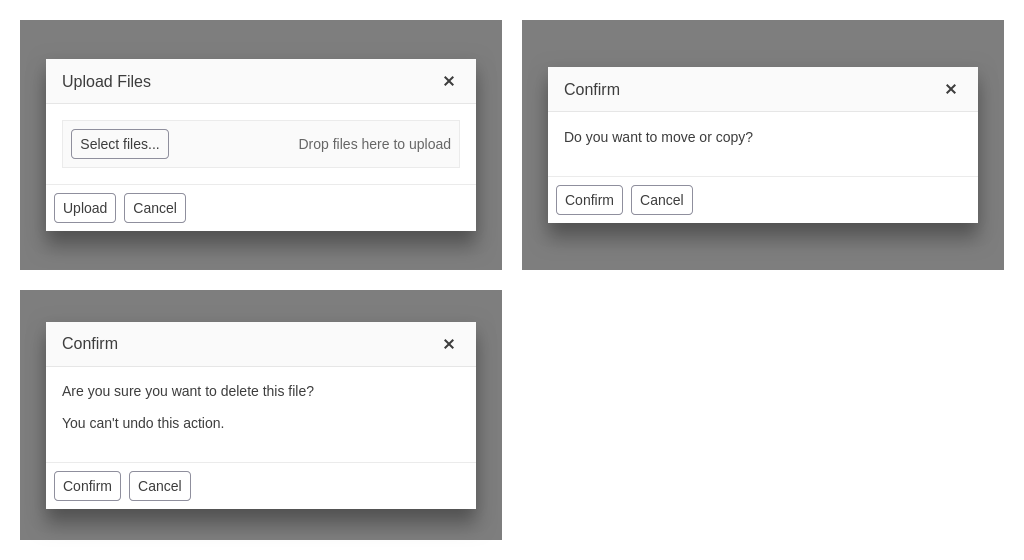 Upload Files ✕
Select files... Drop files here to upload
Upload Cancel
Confirm ✕
Do you want to move or copy?
Confirm Cancel
Confirm ✕
Are you sure you want to delete this file?
You can't undo this action.
Confirm Cancel